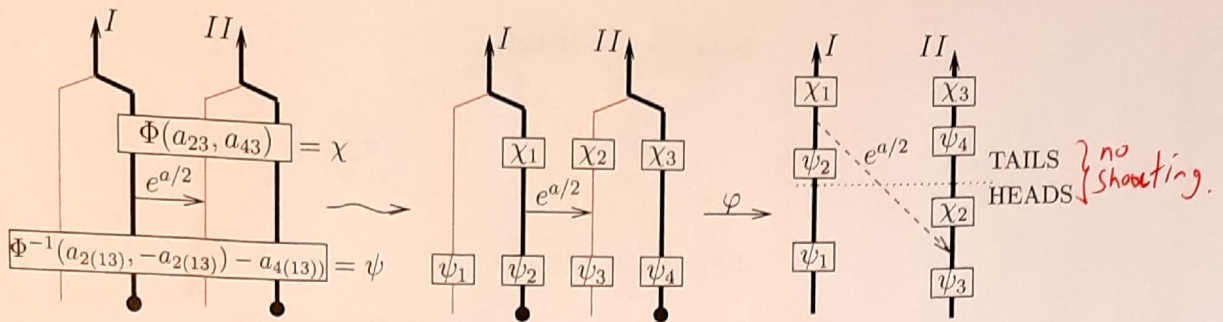 I II I II I II
χ1 χ3
Φ(a23, a43) = χ χ1 χ2 χ3 ψ2 e^{a/2} ψ4 TAILS no
e^{a/2} e^{a/2} φ HEADS shooting.
χ2
Φ−1(a2(13), −a2(13)) − a4(13)) = ψ ψ1 ψ2 ψ3 ψ4 ψ1 ψ3